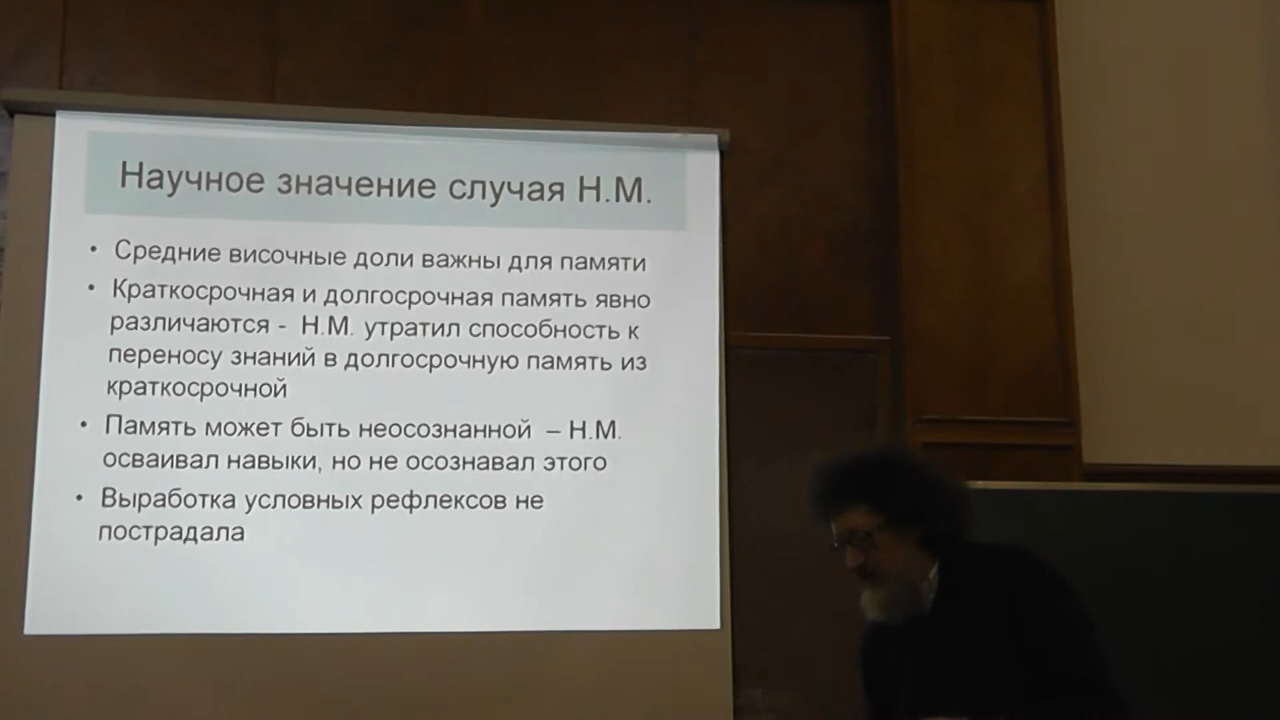 Научное значение случая Н.М.
• Средние височные доли важны для памяти
• Краткосрочная и долгосрочная память явно
различаются - Н.М. утратил способность к
переносу знаний в долгосрочную память из
краткосрочной
• Память может быть неосознанной – Н.М.
осваивал навыки, но не осознавал этого
• Выработка условных рефлексов не
пострадала